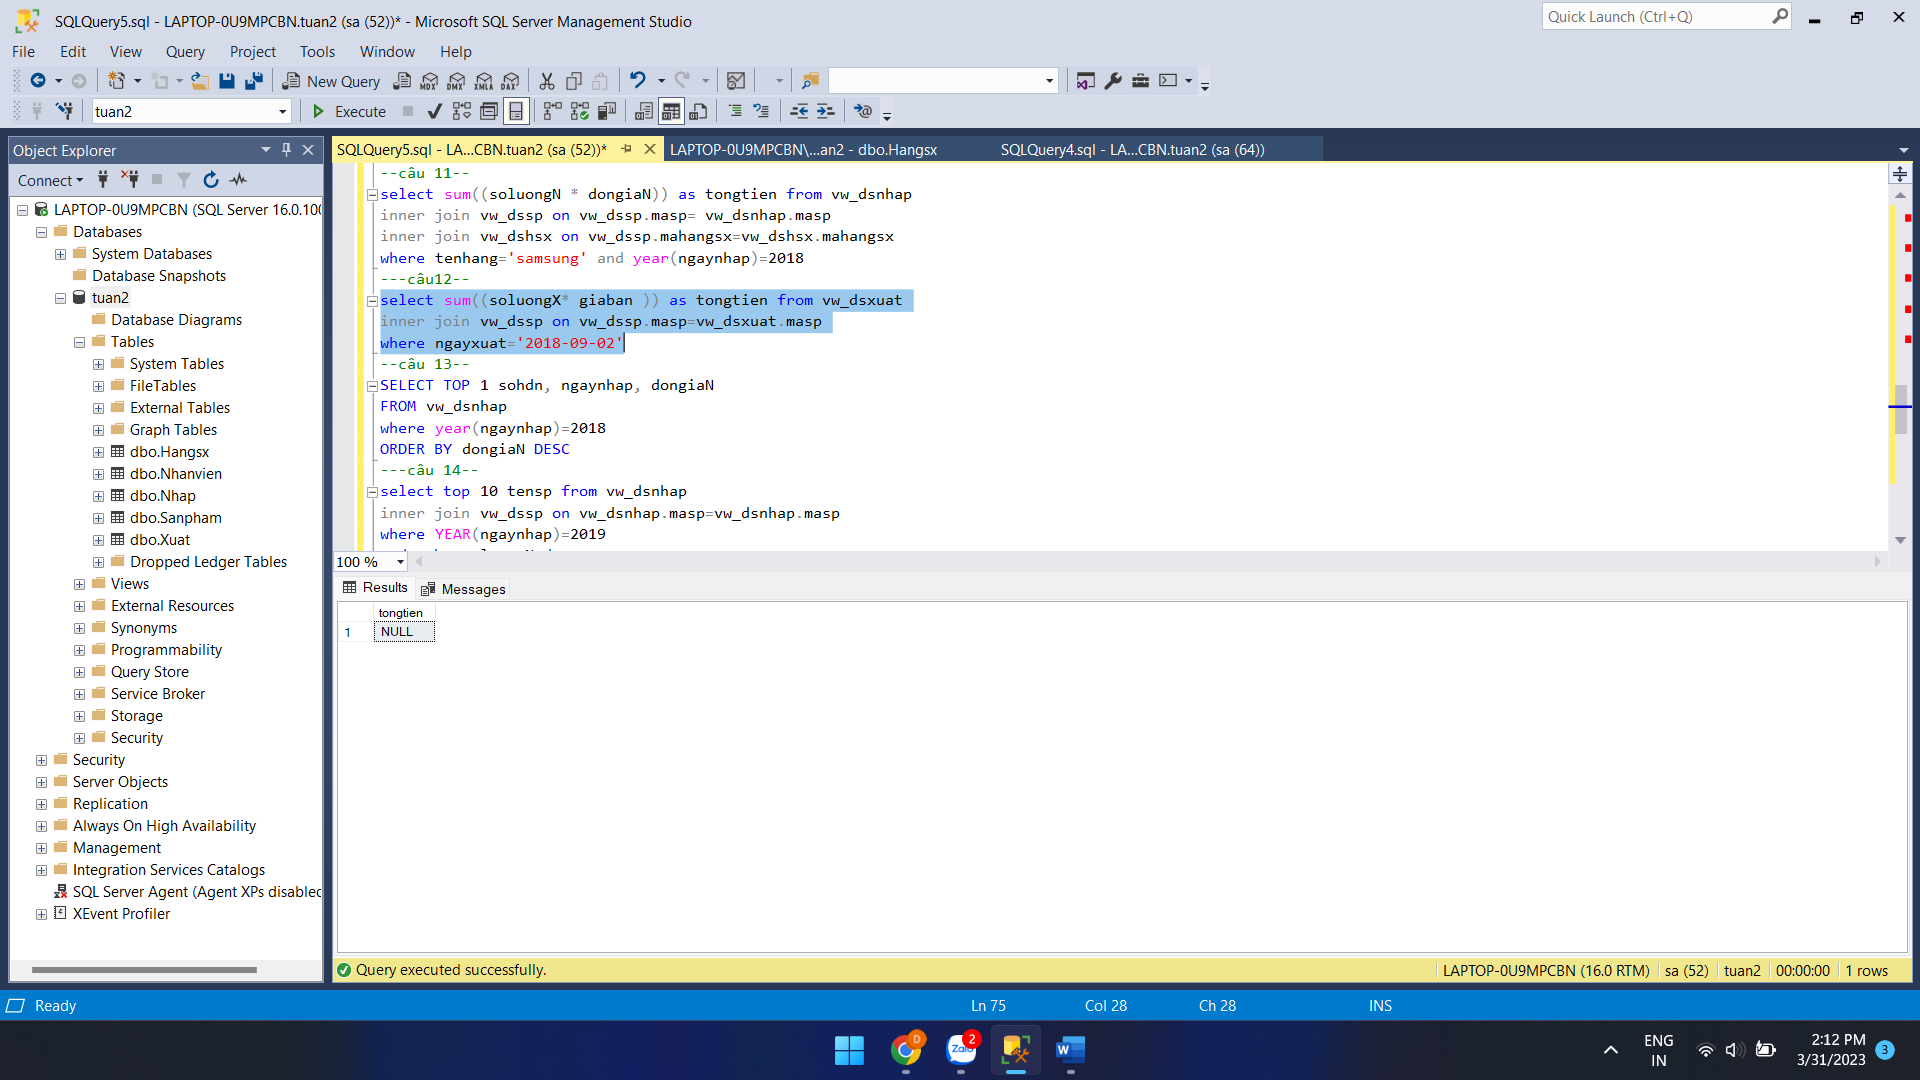 SQLQuery5.sql - LAPTOP-0U9MPCBN.tuan2 (sa (52))* - Microsoft SQL Server Management Studio
Quick Launch (Ctrl+Q)
File Edit View Query Project Tools Window Help
New Query
MDX DMX XMLA DAX
tuan2
Execute
Object Explorer
SQLQuery5.sql - LA...CBN.tuan2 (sa (52))*
LAPTOP-0U9MPCBN\...an2 - dbo.Hangsx
SQLQuery4.sql - LA...CBN.tuan2 (sa (64))
Connect
LAPTOP-0U9MPCBN (SQL Server 16.0.100
Databases
System Databases
Database Snapshots
tuan2
Database Diagrams
Tables
System Tables
FileTables
External Tables
Graph Tables
dbo.Hangsx
dbo.Nhanvien
dbo.Nhap
dbo.Sanpham
dbo.Xuat
Dropped Ledger Tables
Views
External Resources
Synonyms
Programmability
Query Store
Service Broker
Storage
Security
Security
Server Objects
Replication
Always On High Availability
Management
Integration Services Catalogs
SQL Server Agent (Agent XPs disabled
XEvent Profiler
--câu 11--
select sum((soluongN * dongiaN)) as tongtien from vw_dsnhap
inner join vw_dssp on vw_dssp.masp= vw_dsnhap.masp
inner join vw_dshsx on vw_dssp.mahangsx=vw_dshsx.mahangsx
where tenhang='samsung' and year(ngaynhap)=2018
---câu12--
select sum((soluongX* giaban )) as tongtien from vw_dsxuat
inner join vw_dssp on vw_dssp.masp=vw_dsxuat.masp
where ngayxuat='2018-09-02'
--câu 13--
SELECT TOP 1 sohdn, ngaynhap, dongiaN
FROM vw_dsnhap
where year(ngaynhap)=2018
ORDER BY dongiaN DESC
---câu 14--
select top 10 tensp from vw_dsnhap
inner join vw_dssp on vw_dsnhap.masp=vw_dsnhap.masp
where YEAR(ngaynhap)=2019
100 %
Results Messages
tongtien
1 NULL
Query executed successfully.
LAPTOP-0U9MPCBN (16.0 RTM) sa (52) tuan2 00:00:00 1 rows
Ready
Ln 75 Col 28 Ch 28 INS
D
Zalo 2
W
ENG
IN
2:12 PM
3/31/2023
3